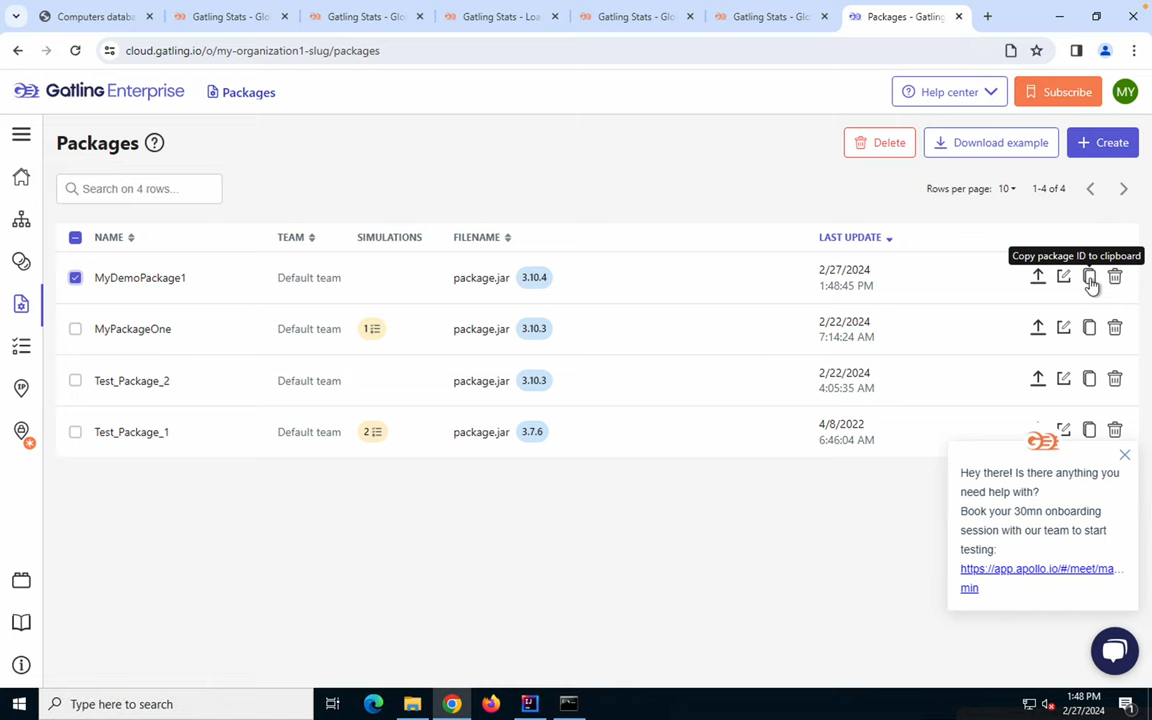 Computers datab
Gatling Stats - Glo
Gatling Stats - Glo
Gatling Stats - Loa
Gatling Stats - Glo
Gatling Stats - Glo
Packages - Gatling
cloud.gatling.io/o/my-organization1-slug/packages
Gatling Enterprise
Packages
Help center
Subscribe
MY
Packages ?
Delete
Download example
+ Create
Search on 4 rows...
Rows per page: 10
1-4 of 4
NAME
TEAM
SIMULATIONS
FILENAME
LAST UPDATE
Copy package ID to clipboard
MyDemoPackage1
Default team
package.jar
3.10.4
2/27/2024
1:48:45 PM
MyPackageOne
Default team
1
package.jar
3.10.3
2/22/2024
7:14:24 AM
Test_Package_2
Default team
package.jar
3.10.3
2/22/2024
4:05:35 AM
Test_Package_1
Default team
2
package.jar
3.7.6
4/8/2022
6:46:04 AM
IP
Hey there! Is there anything you
need help with?
Book your 30mn onboarding
session with our team to start
testing:
https://app.apollo.io/#/meet/ma...
min
Type here to search
1:48 PM
2/27/2024
1